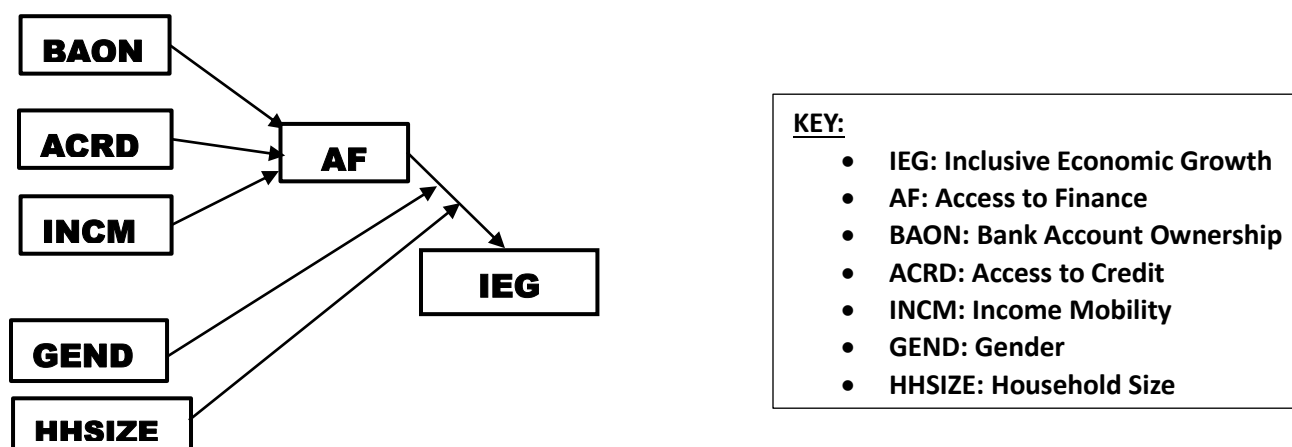 BAON
ACRD
AF
INCM
IEG
GEND
HHSIZE
KEY:
• IEG: Inclusive Economic Growth
• AF: Access to Finance
• BAON: Bank Account Ownership
• ACRD: Access to Credit
• INCM: Income Mobility
• GEND: Gender
• HHSIZE: Household Size